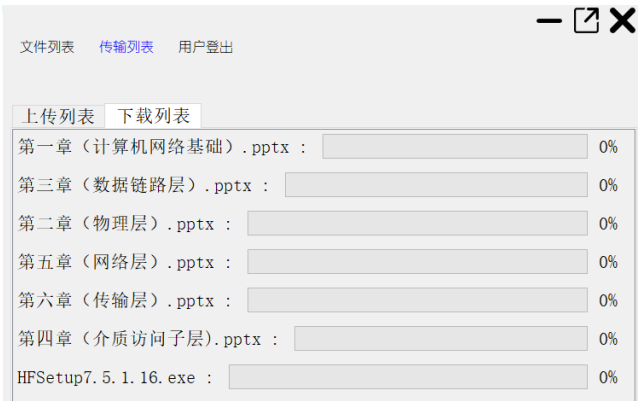 文件列表 传输列表 用户登出
上传列表 下载列表
第一章（计算机网络基础）.pptx : 0%
第三章（数据链路层）.pptx : 0%
第二章（物理层）.pptx : 0%
第五章（网络层）.pptx : 0%
第六章（传输层）.pptx : 0%
第四章（介质访问子层).pptx : 0%
HFSetup7.5.1.16.exe : 0%